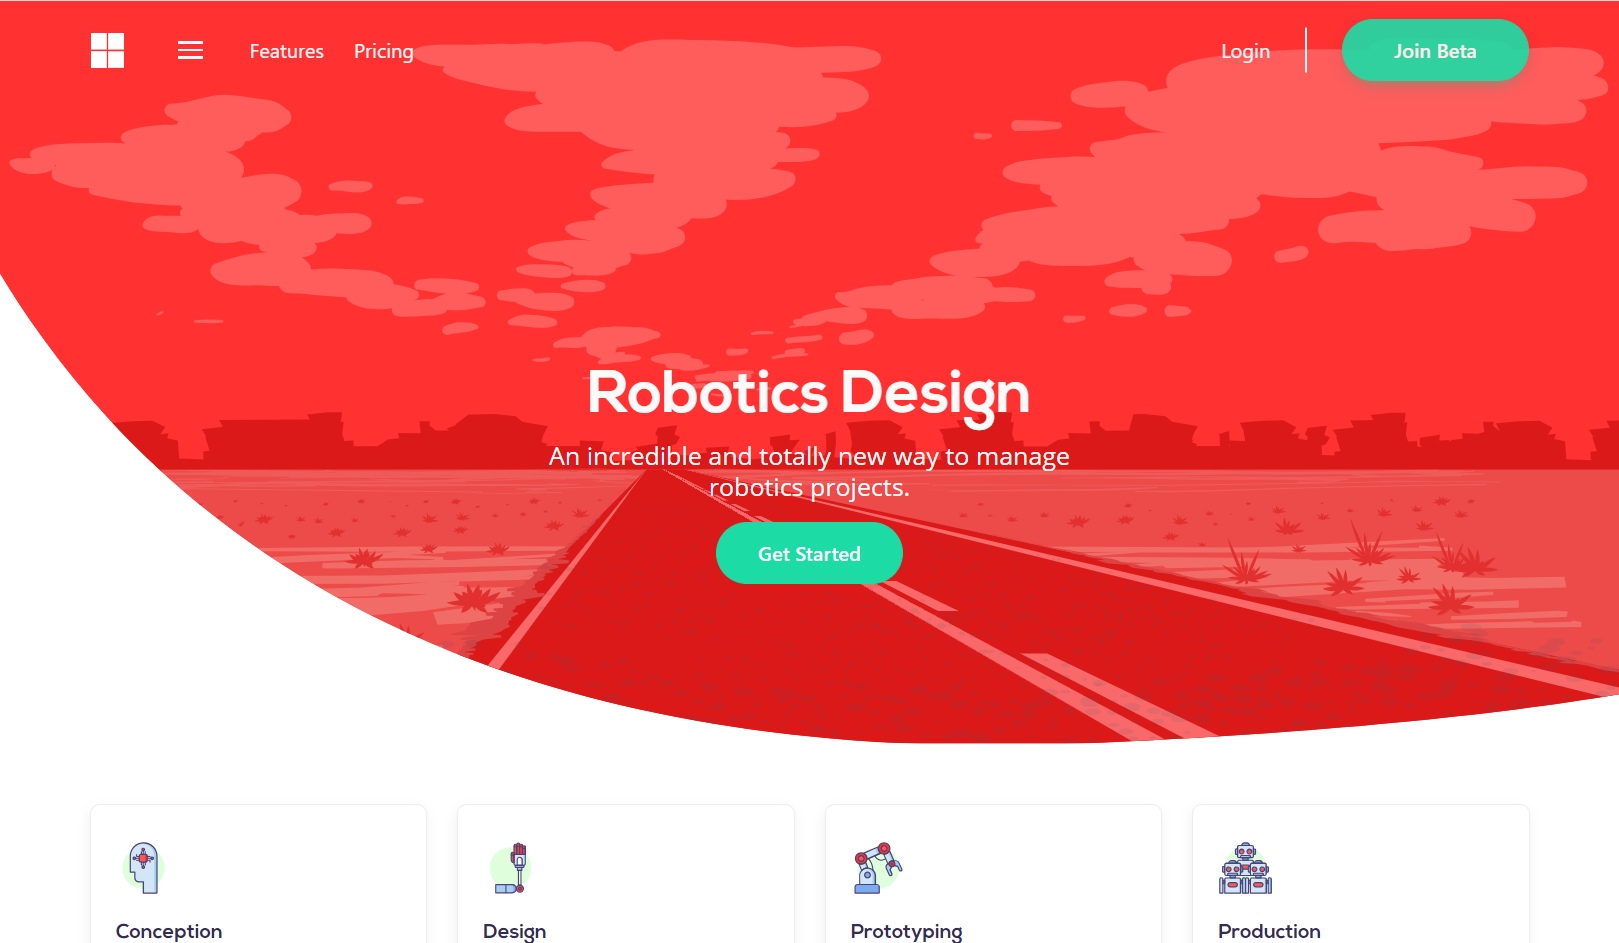 Features Pricing Login Join Beta
Robotics Design
An incredible and totally new way to manage
robotics projects.
Get Started
Conception Design Prototyping Production